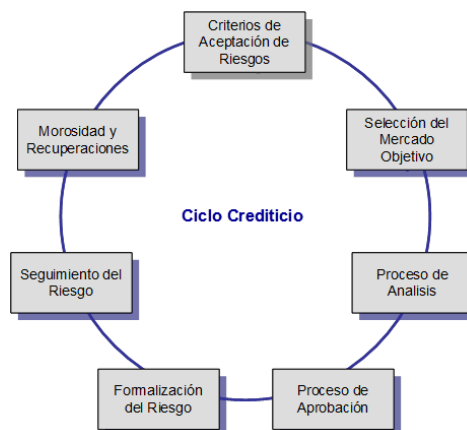 Criterios de
Aceptación de
Riesgos
Selección del
Mercado
Objetivo
Proceso de
Analisis
Proceso de
Aprobación
Formalización
del Riesgo
Seguimiento del
Riesgo
Morosidad y
Recuperaciones
Ciclo Crediticio